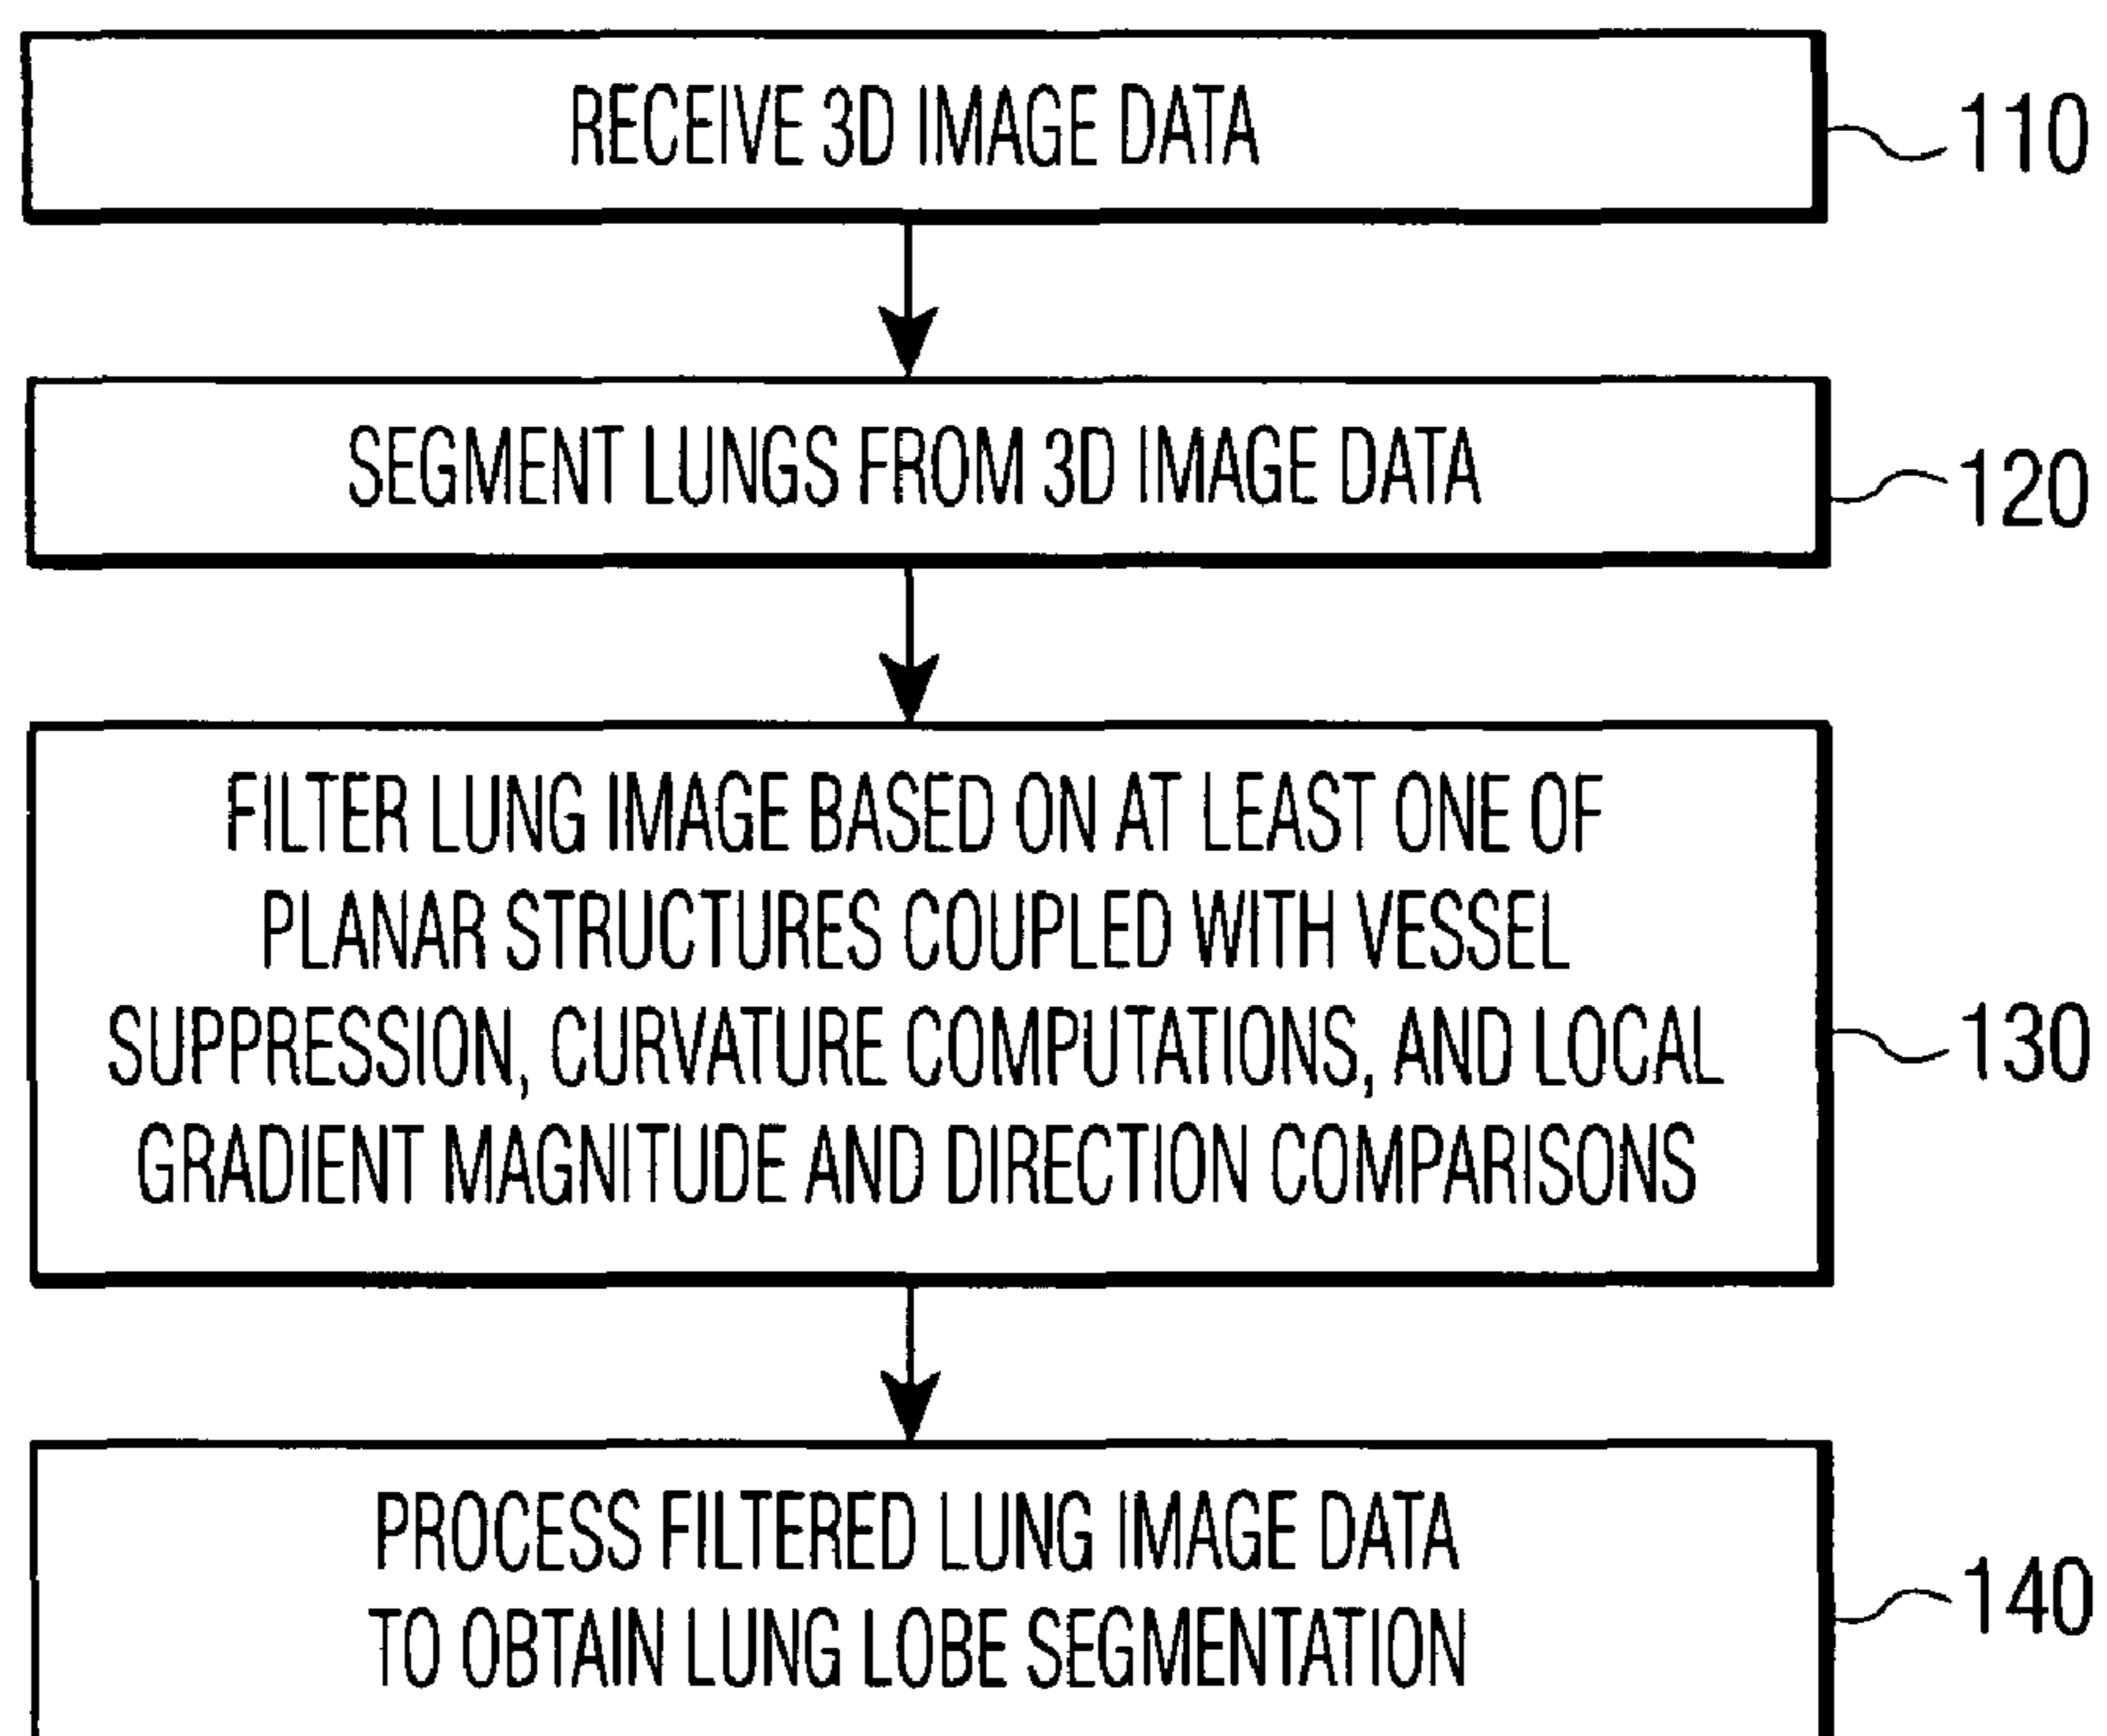 RECEIVE 3D IMAGE DATA
110
SEGMENT LUNGS FROM 3D IMAGE DATA
120
FILTER LUNG IMAGE BASED ON AT LEAST ONE OF
PLANAR STRUCTURES COUPLED WITH VESSEL
SUPPRESSION, CURVATURE COMPUTATIONS, AND LOCAL
GRADIENT MAGNITUDE AND DIRECTION COMPARISONS
130
PROCESS FILTERED LUNG IMAGE DATA
TO OBTAIN LUNG LOBE SEGMENTATION
140